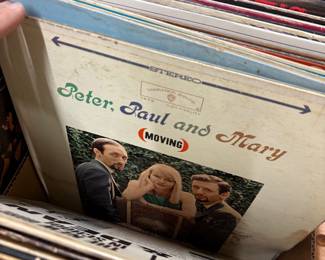 STEREO
Peter, Paul and Mary
(MOVING)